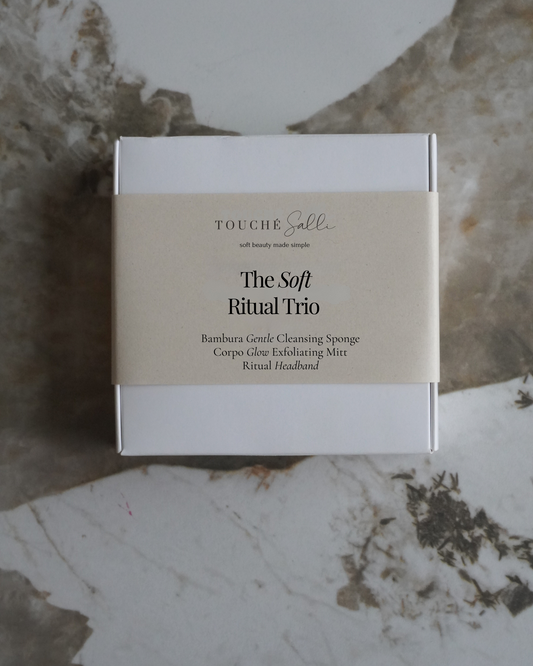 TOUCHÉ Salli
soft beauty made simple
The Soft
Ritual Trio
Bambura Gentle Cleansing Sponge
Corpo Glow Exfoliating Mitt
Ritual Headband